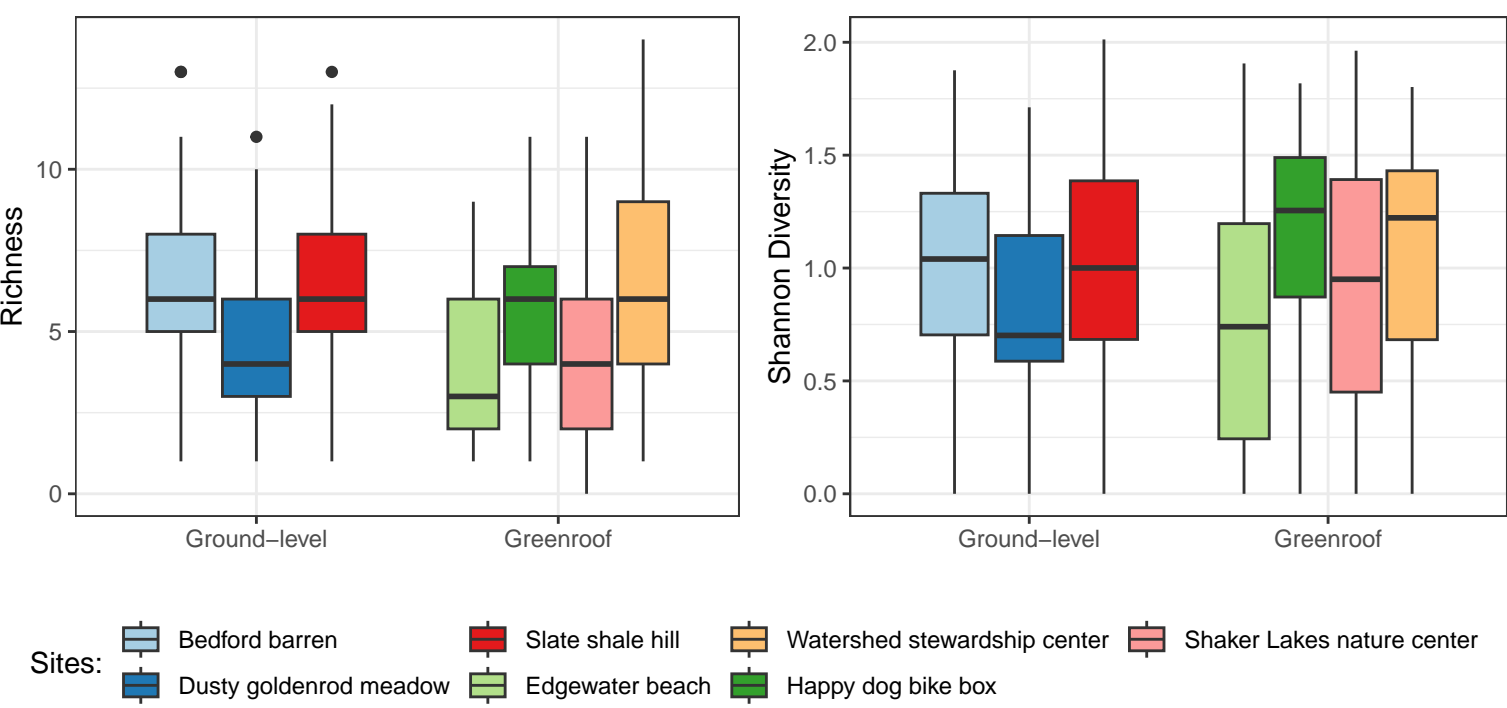 Richness
10
5
0
Ground−level Greenroof
Shannon Diversity
2.0
1.5
1.0
0.5
0.0
Ground−level Greenroof
Sites:
Bedford barren Slate shale hill Watershed stewardship center Shaker Lakes nature center
Dusty goldenrod meadow Edgewater beach Happy dog bike box